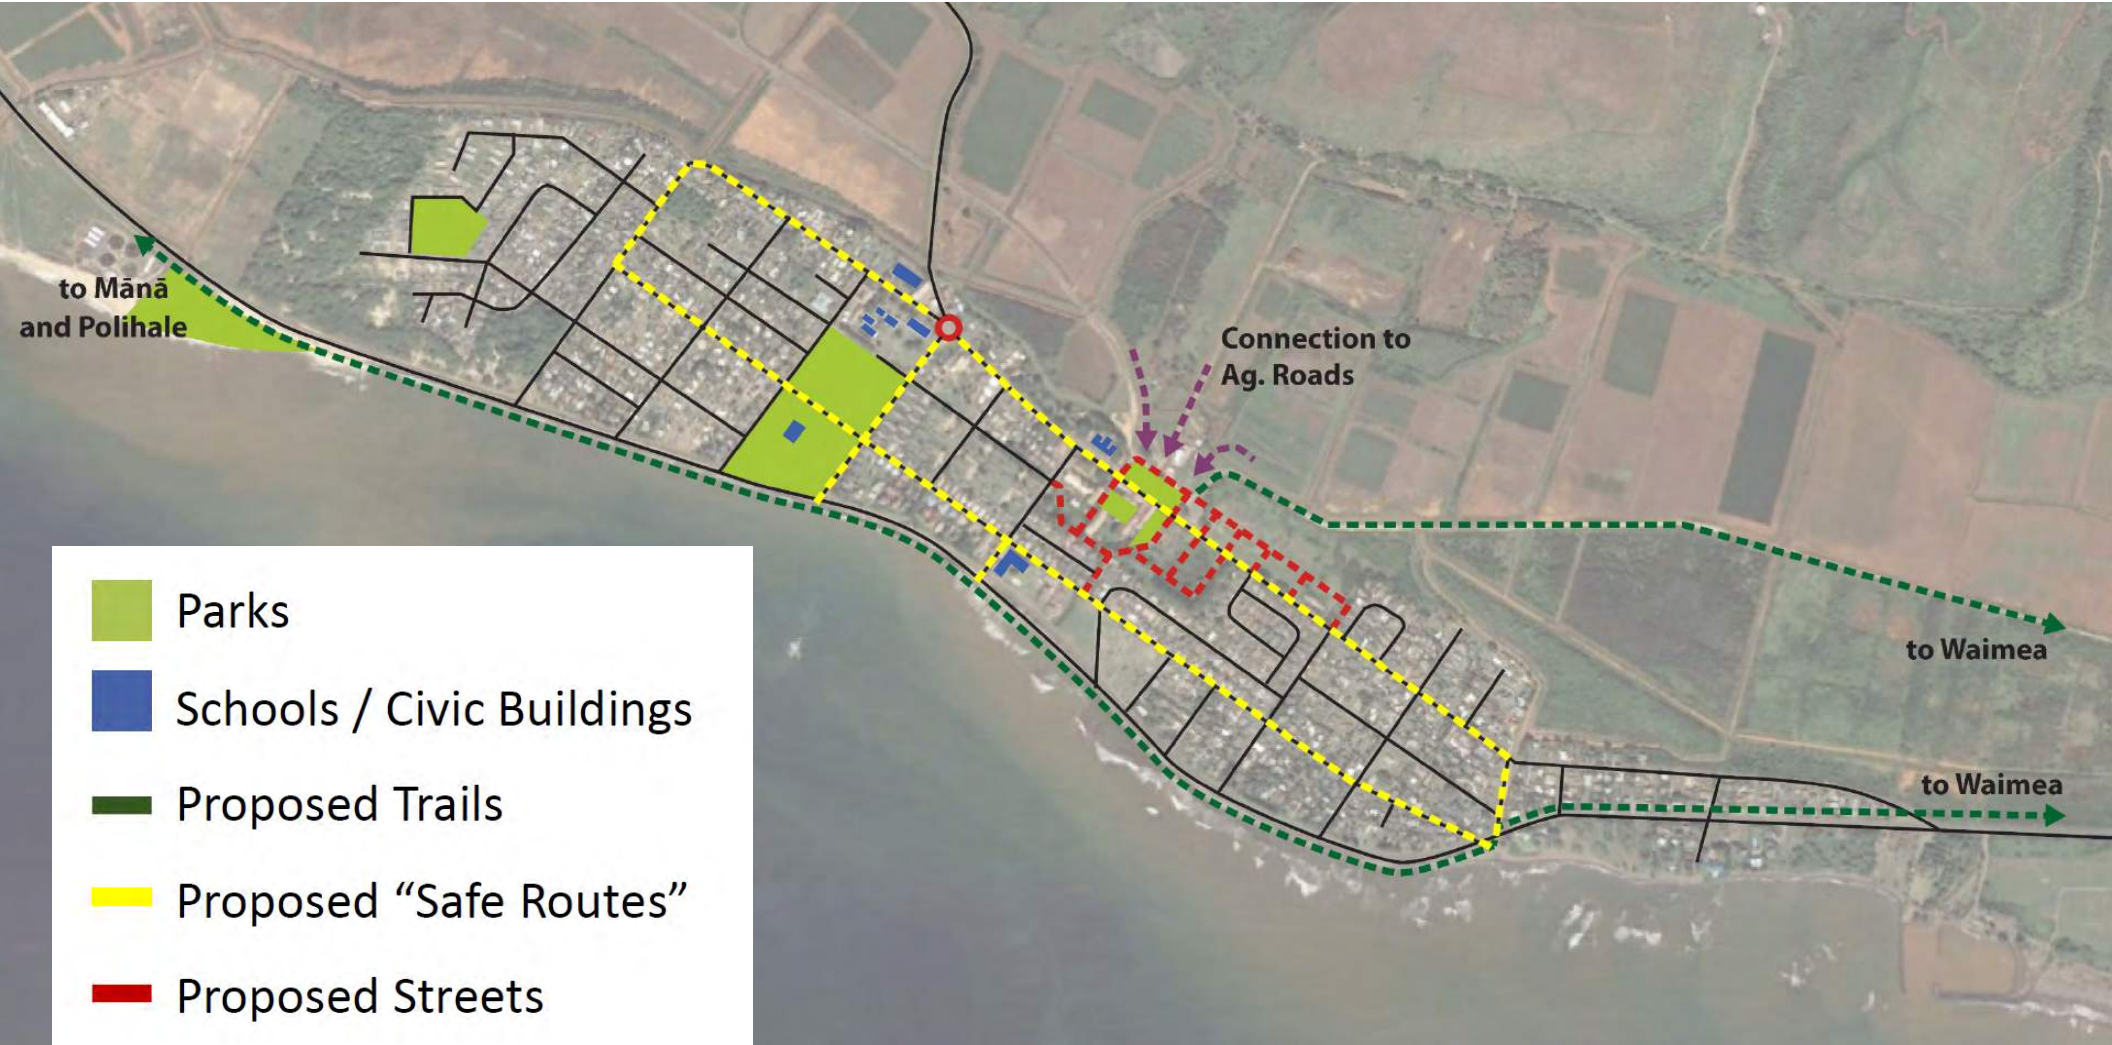 to Mānā
and Polihale
Connection to
Ag. Roads
to Waimea
to Waimea
Parks
Schools / Civic Buildings
Proposed Trails
Proposed “Safe Routes”
Proposed Streets